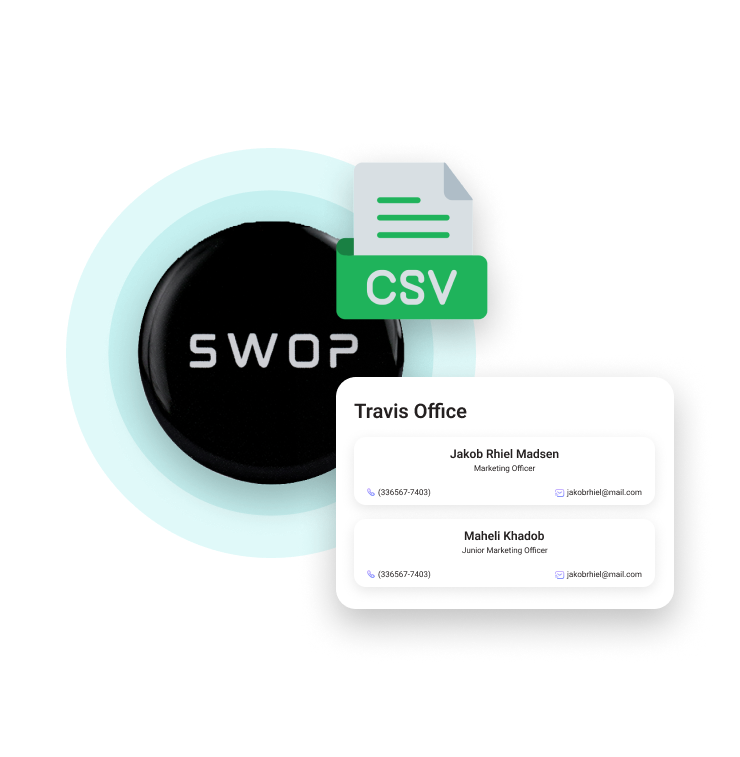 CSV
SWOP
Travis Office
Jakob Rhiel Madsen
Marketing Officer
(336567-7403)
jakobrhiel@mail.com
Maheli Khadob
Junior Marketing Officer
(336567-7403)
jakobrhiel@mail.com